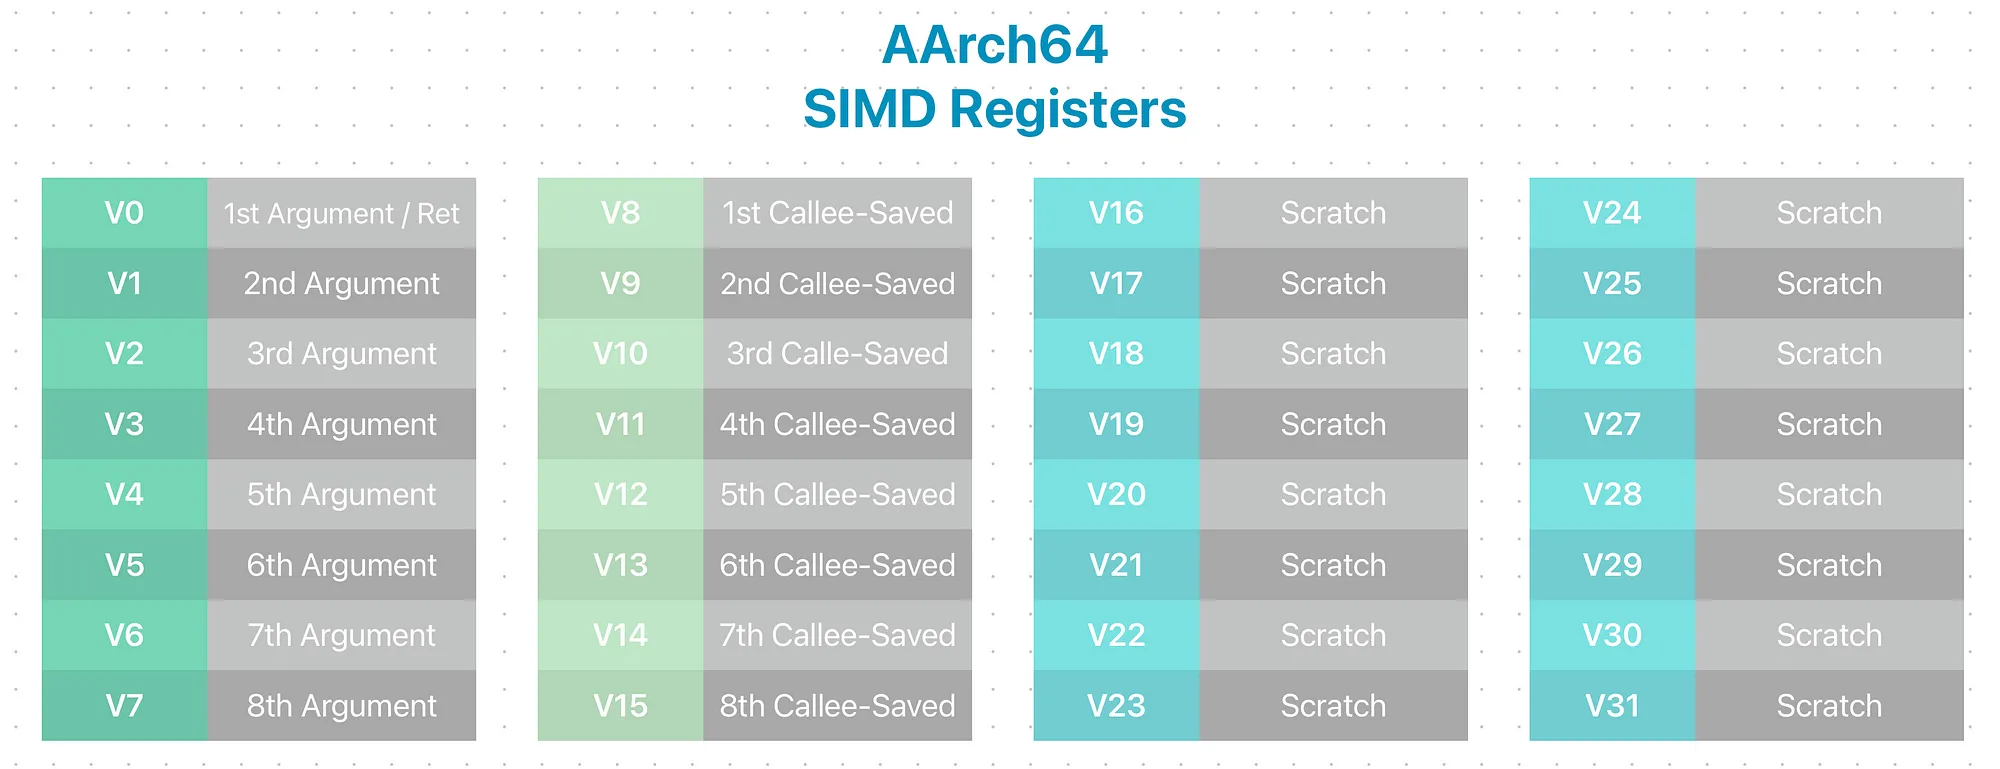 AArch64
SIMD Registers
V0 1st Argument / Ret
V1 2nd Argument
V2 3rd Argument
V3 4th Argument
V4 5th Argument
V5 6th Argument
V6 7th Argument
V7 8th Argument
V8 1st Callee-Saved
V9 2nd Callee-Saved
V10 3rd Calle-Saved
V11 4th Callee-Saved
V12 5th Callee-Saved
V13 6th Callee-Saved
V14 7th Callee-Saved
V15 8th Callee-Saved
V16 Scratch
V17 Scratch
V18 Scratch
V19 Scratch
V20 Scratch
V21 Scratch
V22 Scratch
V23 Scratch
V24 Scratch
V25 Scratch
V26 Scratch
V27 Scratch
V28 Scratch
V29 Scratch
V30 Scratch
V31 Scratch